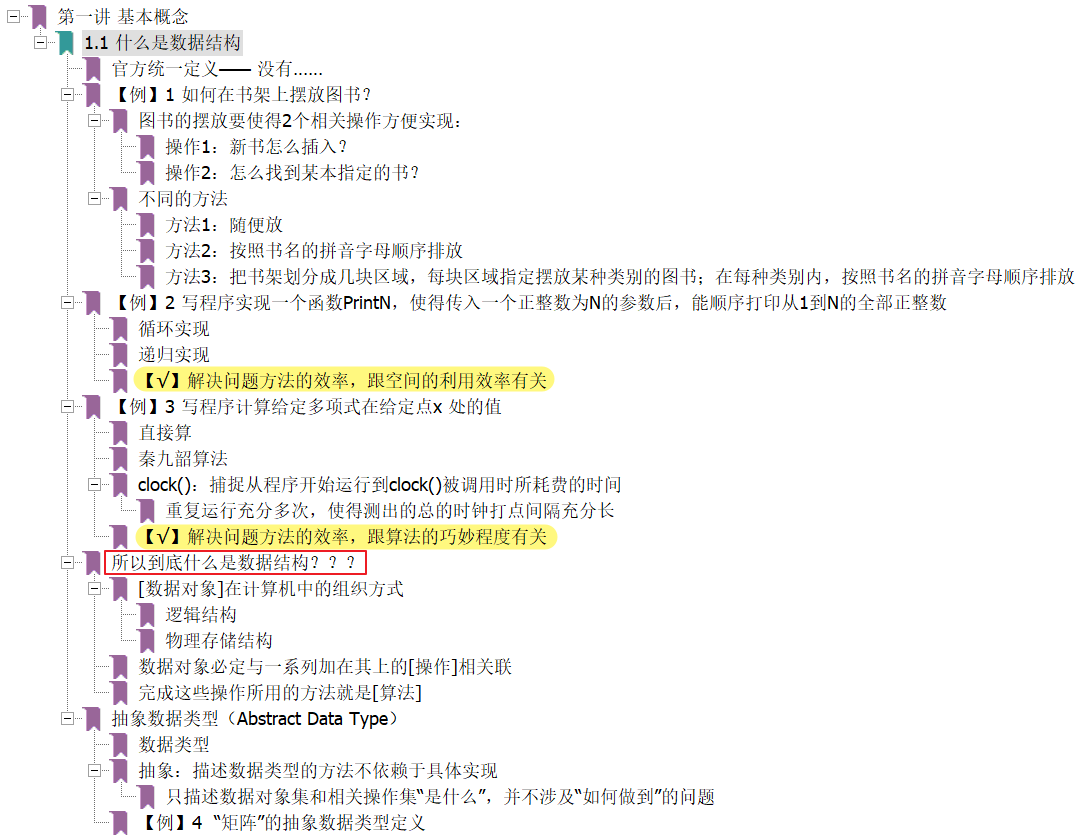 第一讲 基本概念
1.1 什么是数据结构
官方统一定义—— 没有……
【例】1 如何在书架上摆放图书？
图书的摆放要使得2个相关操作方便实现：
操作1：新书怎么插入？
操作2：怎么找到某本指定的书？
不同的方法
方法1：随便放
方法2：按照书名的拼音字母顺序排放
方法3：把书架划分成几块区域，每块区域指定摆放某种类别的图书；在每种类别内，按照书名的拼音字母顺序排放
【例】2 写程序实现一个函数PrintN，使得传入一个正整数为N的参数后，能顺序打印从1到N的全部正整数
循环实现
递归实现
【√】解决问题方法的效率，跟空间的利用效率有关
【例】3 写程序计算给定多项式在给定点x 处的值
直接算
秦九韶算法
clock()：捕捉从程序开始运行到clock()被调用时所耗费的时间
重复运行充分多次，使得测出的总的时钟打点间隔充分长
【√】解决问题方法的效率，跟算法的巧妙程度有关
所以到底什么是数据结构？？？
[数据对象]在计算机中的组织方式
逻辑结构
物理存储结构
数据对象必定与一系列加在其上的[操作]相关联
完成这些操作所用的方法就是[算法]
抽象数据类型（Abstract Data Type）
数据类型
抽象：描述数据类型的方法不依赖于具体实现
只描述数据对象集和相关操作集“是什么”，并不涉及“如何做到”的问题
【例】4 “矩阵”的抽象数据类型定义